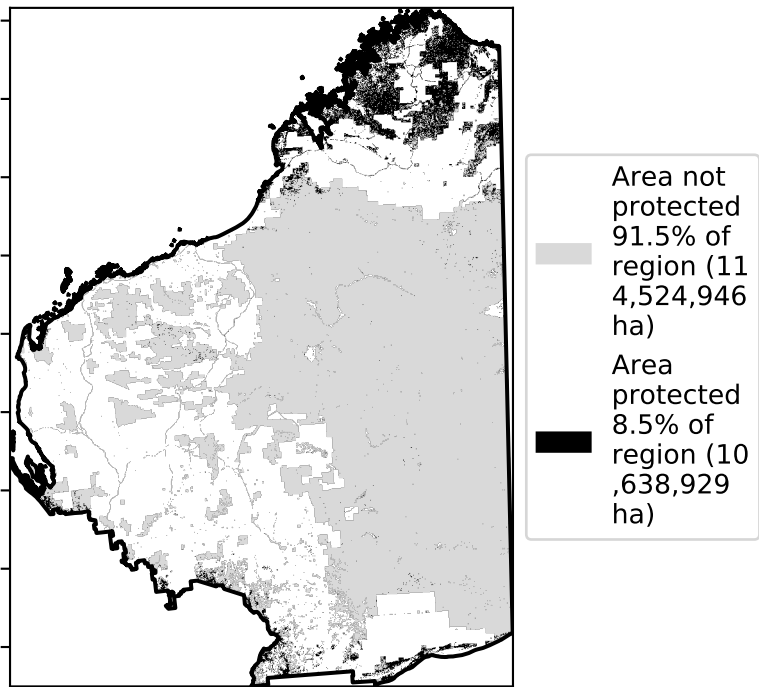 Area not
protected
91.5% of
region (11
4,524,946
ha)
Area
protected
8.5% of
region (10
,638,929
ha)